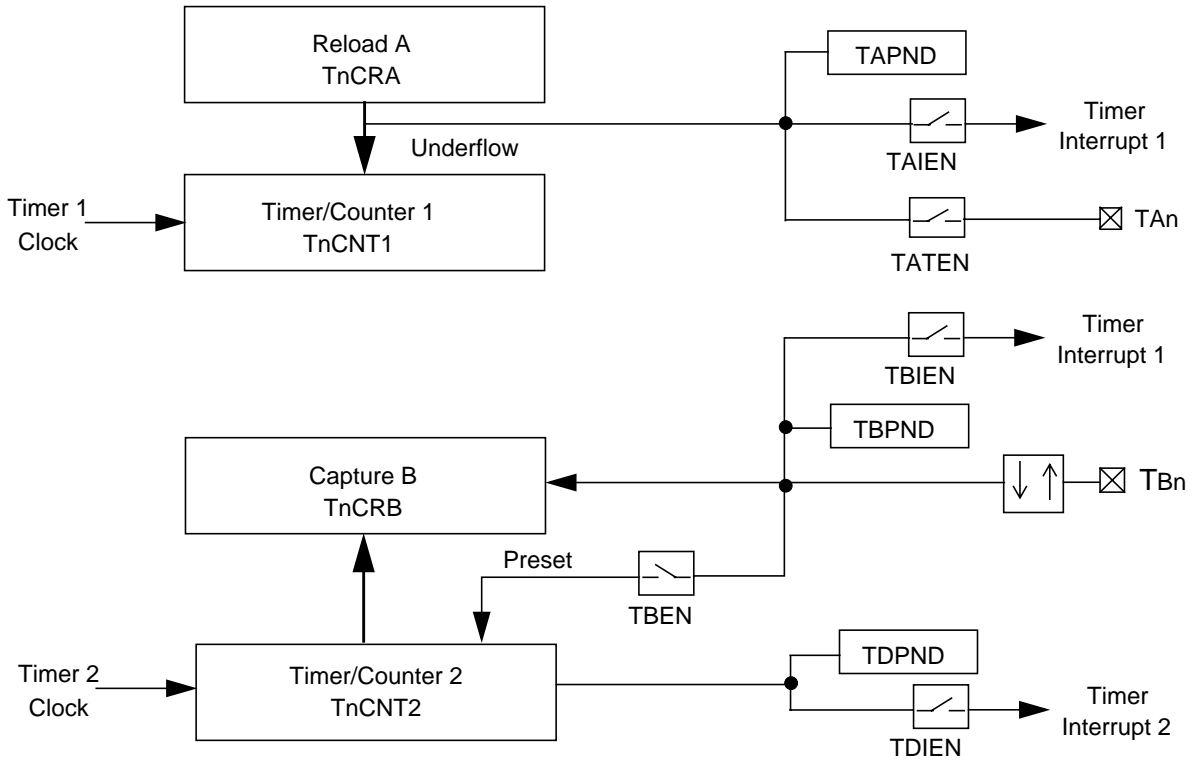 Reload A
TnCRA
TAPND
Timer
Interrupt 1
Underflow
TAIEN
Timer 1
Clock
Timer/Counter 1
TnCNT1
TAn
TATEN
Timer
Interrupt 1
TBIEN
TBPND
Capture B
TnCRB
TBn
Preset
TBEN
TDPND
Timer 2
Clock
Timer/Counter 2
TnCNT2
Timer
Interrupt 2
TDIEN